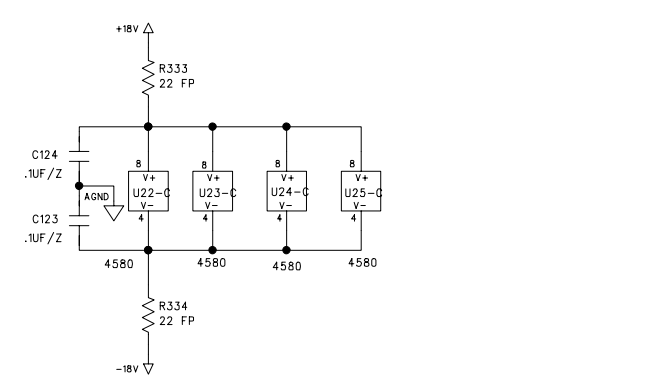 +18V
R333
22 FP
C124
.1UF/Z
AGND
C123
.1UF/Z
8
V+
U22-C
V-
4
8
V+
U23-C
V-
4
8
V+
U24-C
V-
4
8
V+
U25-C
V-
4
4580
4580
4580
4580
R334
22 FP
-18V